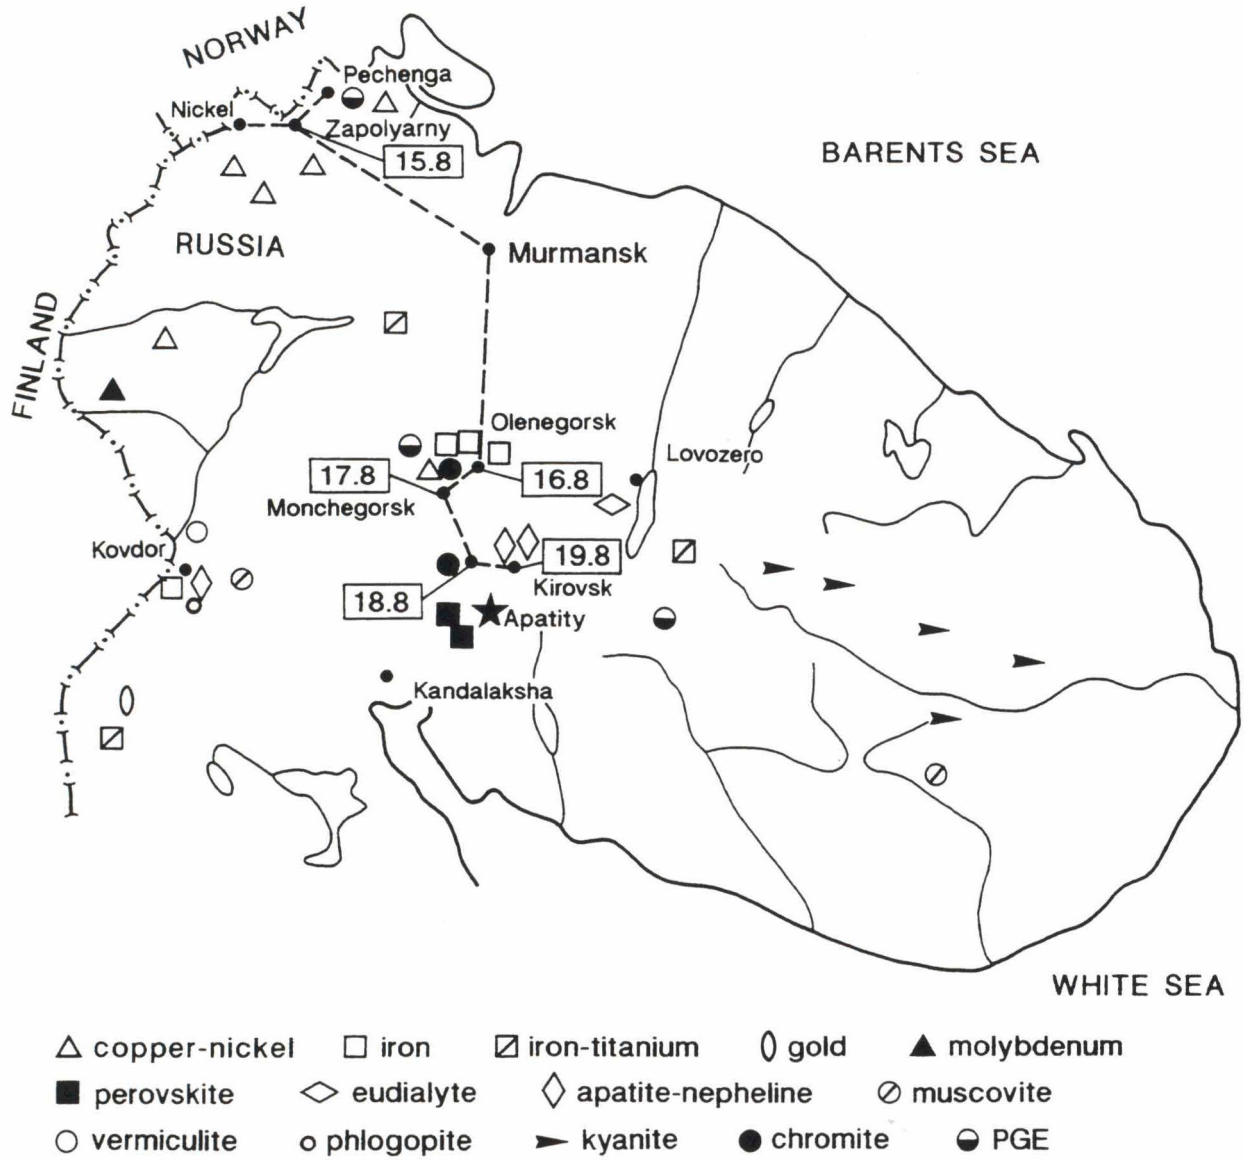 NORWAY
Pechenga
Nickel
Zapolyarny
15.8
BARENTS SEA
RUSSIA
Murmansk
FINLAND
Olenegorsk
Lovozero
17.8
16.8
Monchegorsk
Kovdor
19.8
Kirovsk
18.8
Apatity
Kandalaksha
WHITE SEA
copper-nickel iron iron-titanium gold molybdenum
perovskite eudialyte apatite-nepheline muscovite
vermiculite phlogopite kyanite chromite PGE